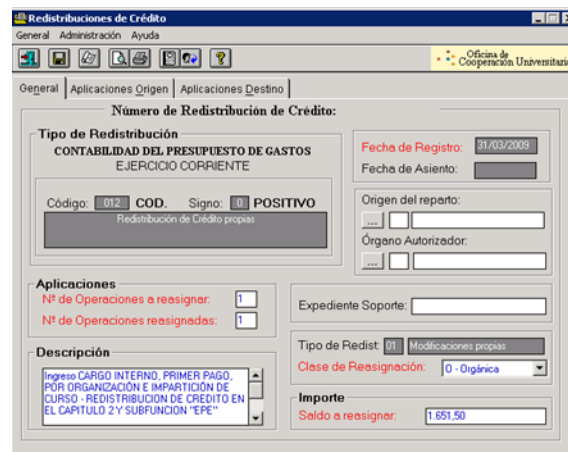 Redistribuciones de Crédito
General Administración Ayuda
Oficina de
Cooperación Universitaria
General Aplicaciones Origen Aplicaciones Destino
Número de Redistribución de Crédito:
Tipo de Redistribución
CONTABILIDAD DEL PRESUPUESTO DE GASTOS
EJERCICIO CORRIENTE
Código: 012 COD. Signo: 0 POSITIVO
Redistribución de Crédito propias
Fecha de Registro: 31/03/2009
Fecha de Asiento:
Origen del reparto:
...
Órgano Autorizador:
...
Aplicaciones
Nº de Operaciones a reasignar: 1
Nº de Operaciones reasignadas: 1
Expediente Soporte:
Descripción
Ingreso CARGO INTERNO, PRIMER PAGO,
POR ORGANIZACIÓN E IMPARTICIÓN DE
CURSO - REDISTRIBUCION DE CREDITO EN
EL CAPITULO 2 Y SUBFUNCION "EPE"
Tipo de Redist 01 Modificaciones propias
Clase de Reasignación: O - Orgánica
Importe
Saldo a reasignar: 1.651,50